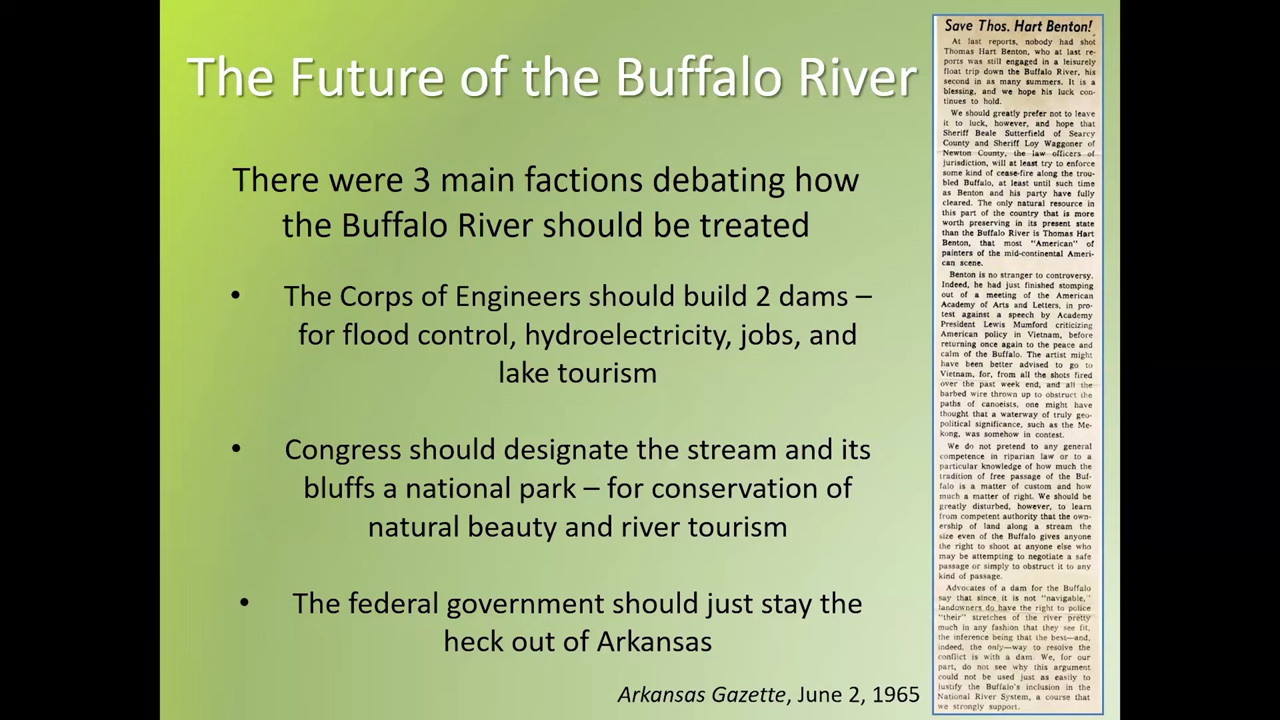 The Future of the Buffalo River
There were 3 main factions debating how
the Buffalo River should be treated
• The Corps of Engineers should build 2 dams –
for flood control, hydroelectricity, jobs, and
lake tourism
• Congress should designate the stream and its
bluffs a national park – for conservation of
natural beauty and river tourism
• The federal government should just stay the
heck out of Arkansas
Arkansas Gazette, June 2, 1965
Save Thos. Hart Benton!
At last reports, nobody had shot
Thomas Hart Benton, who at last re-
ports was still engaged in a leisurely
float trip down the Buffalo River, his
second in as many summers. It is a
blessing, and we hope his luck con-
tinues to hold.
We should greatly prefer not to leave
it to luck, however, and hope that
Sheriff Beale Sutterfield of Searcy
County and Sheriff Loy Waggoner of
Newton County, the law officers of
jurisdiction, will at least try to enforce
some kind of cease-fire along the trou-
bled Buffalo, at least until such time
as Benton and his party have fully
cleared. The only natural resource in
this part of the country that is more
worth preserving in its present state
than the Buffalo River is Thomas Hart
Benton, that most "American" of
painters of the mid-continental Ameri-
can scene.
Benton is no stranger to controversy.
Indeed, he had just finished stomping
out of a meeting of the American
Academy of Arts and Letters, in pro-
test against a speech by Academy
President Lewis Mumford criticizing
American policy in Vietnam, before
returning once again to the peace and
calm of the Buffalo. The artist might
have been better advised to go to
Vietnam, for, from all the shots fired
over the past week end, and all the
barbed wire thrown up to obstruct the
paths of canoeists, one might have
thought that a waterway of truly geo-
political significance, such as the Me-
kong, was somehow in contest.
We do not pretend to any general
competence in riparian law or to a
particular knowledge of how much the
tradition of free passage of the Buf-
falo is a matter of custom and how
much a matter of right. We should be
greatly disturbed, however, to learn
from competent authority that the own-
ership of land along a stream the
size even of the Buffalo gives anyone
the right to shoot at anyone else who
may be attempting to negotiate a safe
passage or simply to obstruct it to any
kind of passage.
Advocates of a dam for the Buffalo
say that since it is not "navigable,"
landowners do have the right to police
"their" stretches of the river pretty
much in any fashion that they see fit,
the inference being that the best—and,
indeed, the only—way to resolve the
conflict is with a dam. We, for our
part, do not see why this argument
could not be used just as easily to
justify the Buffalo's inclusion in the
National River System, a course that
we strongly support.